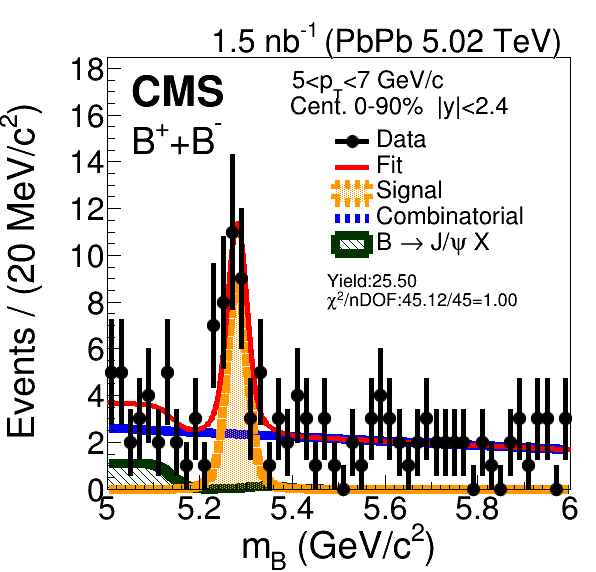 1.5 nb⁻¹ (PbPb 5.02 TeV)
CMS
B⁺+B⁻
5<p_T<7 GeV/c
Cent. 0-90% |y|<2.4
Data
Fit
Signal
Combinatorial
B → J/ψ X
Yield:25.50
χ²/nDOF:45.12/45=1.00
Events / (20 MeV/c²)
18
16
14
12
10
8
6
4
2
0
5 5.2 5.4 5.6 5.8 6
m_B (GeV/c²)